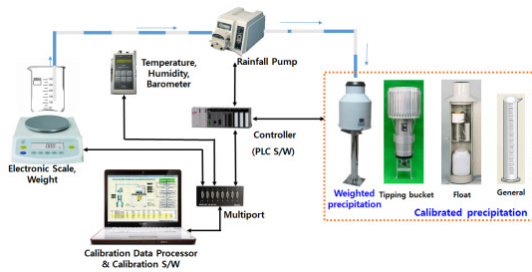 Rainfall Pump
Temperature,
Humidity,
Barometer
Controller
(PLC S/W)
Electronic Scale,
Weight
Multiport
Weighted
precipitation
Tipping bucket
Float
General
Calibrated precipitation
Calibration Data Processor
& Calibration S/W